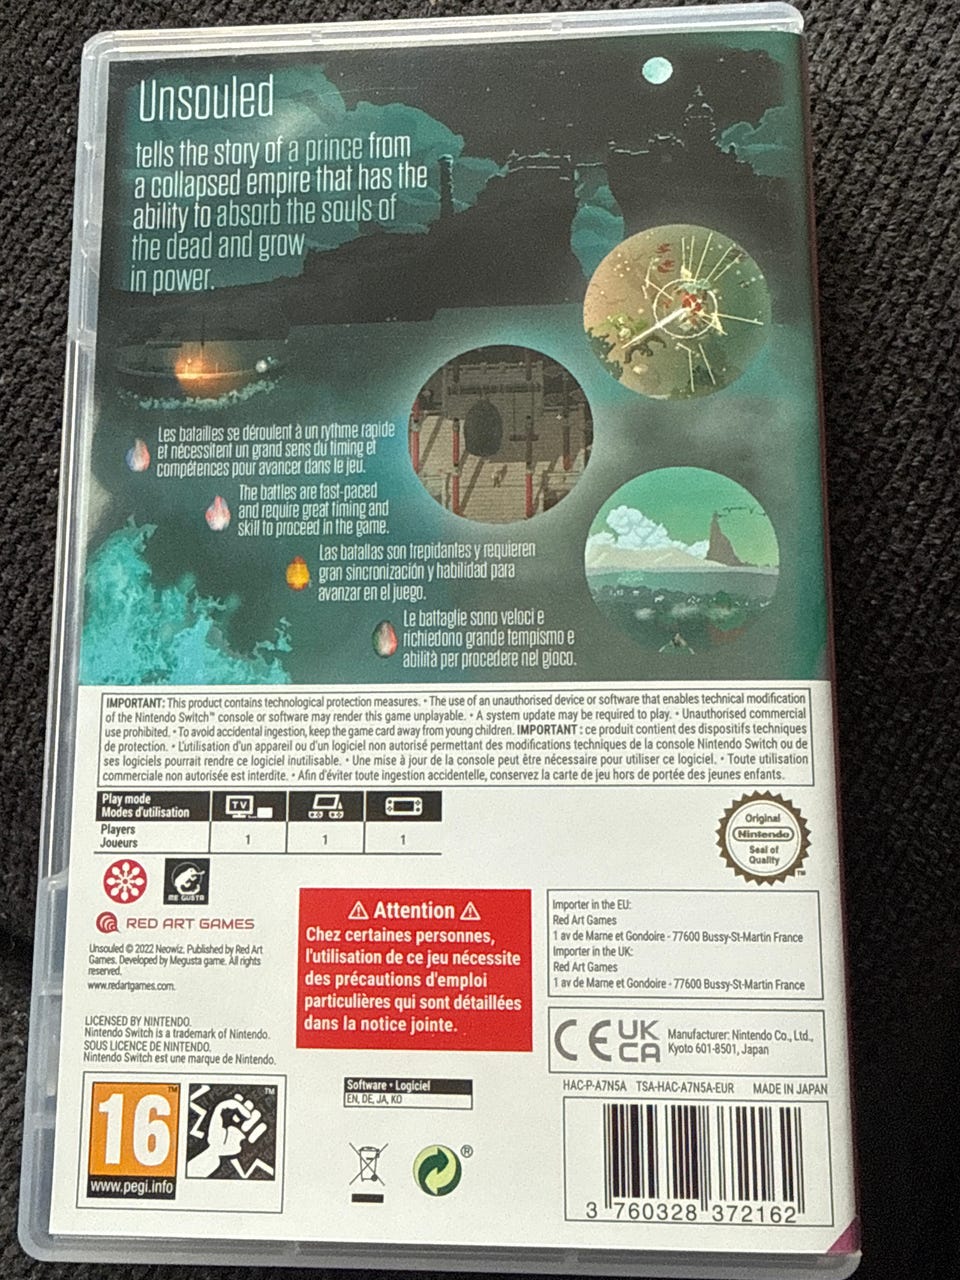 Unsouled
tells the story of a prince from
a collapsed empire that has the
ability to absorb the souls of
the dead and grow
in power.
Les batailles se déroulent à un rythme rapide
et nécessitent un grand sens du timing et
compétences pour avancer dans le jeu.
The battles are fast-paced
and require great timing and
skill to proceed in the game.
Las batallas son trepidantes y requieren
gran sincronización y habilidad para
avanzar en el juego.
Le battaglie sono veloci e
richiedono grande tempismo e
abilità per procedere nel gioco.
IMPORTANT: This product contains technological protection measures. • The use of an unauthorised device or software that enables technical modification
of the Nintendo Switch™ console or software may render this game unplayable. • A system update may be required to play. • Unauthorised commercial
use prohibited. • To avoid accidental ingestion, keep the game card away from young children. IMPORTANT : ce produit contient des dispositifs techniques
de protection. • L'utilisation d'un appareil ou d'un logiciel non autorisé permettant des modifications techniques de la console Nintendo Switch ou de
ses logiciels pourrait rendre ce logiciel inutilisable. • Une mise à jour de la console peut être nécessaire pour utiliser ce logiciel. • Toute utilisation
commerciale non autorisée est interdite. • Afin d'éviter toute ingestion accidentelle, conservez la carte de jeu hors de portée des jeunes enfants.
Play mode
Modes d'utilisation
TV
Players
Joueurs
1 1 1
Original
Nintendo
Seal of
Quality
TM
ME GUSTA
RED ART GAMES
Unsouled © 2022 Neowiz. Published by Red Art
Games. Developed by Megusta game. All rights
reserved.
www.redartgames.com.
LICENSED BY NINTENDO.
Nintendo Switch is a trademark of Nintendo.
SOUS LICENCE DE NINTENDO.
Nintendo Switch est une marque de Nintendo.
⚠ Attention ⚠
Chez certaines personnes,
l'utilisation de ce jeu nécessite
des précautions d'emploi
particulières qui sont détaillées
dans la notice jointe.
Importer in the EU:
Red Art Games
1 av de Marne et Gondoire - 77600 Bussy-St-Martin France
Importer in the UK:
Red Art Games
1 av de Marne et Gondoire - 77600 Bussy-St-Martin France
CE UK
CA
Manufacturer: Nintendo Co., Ltd.,
Kyoto 601-8501, Japan
HAC-P-A7N5A TSA-HAC-A7N5A-EUR MADE IN JAPAN
16
TM
www.pegi.info
TM
Software • Logiciel
EN, DE, JA, KO
®
3 760328 372162